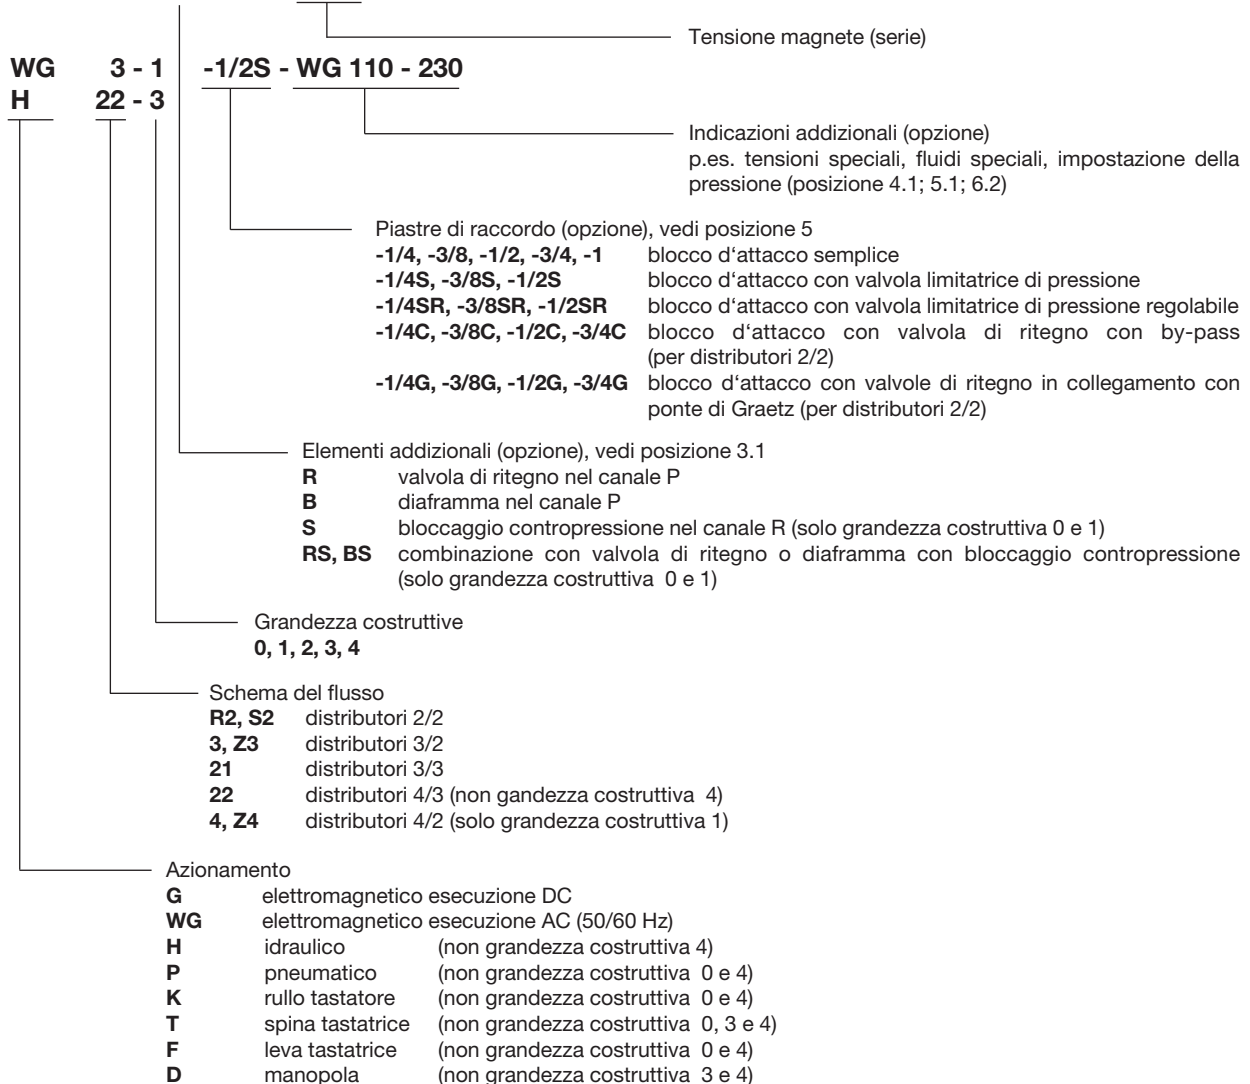 Tensione magnete (serie)
WG 3 - 1 -1/2S - WG 110 - 230
H 22 - 3
Indicazioni addizionali (opzione)
p.es. tensioni speciali, fluidi speciali, impostazione della
pressione (posizione 4.1; 5.1; 6.2)
Piastre di raccordo (opzione), vedi posizione 5
-1/4, -3/8, -1/2, -3/4, -1 blocco d‘attacco semplice
-1/4S, -3/8S, -1/2S blocco d‘attacco con valvola limitatrice di pressione
-1/4SR, -3/8SR, -1/2SR blocco d‘attacco con valvola limitatrice di pressione regolabile
-1/4C, -3/8C, -1/2C, -3/4C blocco d‘attacco con valvola di ritegno con by-pass
(per distributori 2/2)
-1/4G, -3/8G, -1/2G, -3/4G blocco d‘attacco con valvole di ritegno in collegamento con
ponte di Graetz (per distributori 2/2)
Elementi addizionali (opzione), vedi posizione 3.1
R valvola di ritegno nel canale P
B diaframma nel canale P
S bloccaggio contropressione nel canale R (solo grandezza costruttiva 0 e 1)
RS, BS combinazione con valvola di ritegno o diaframma con bloccaggio contropressione
(solo grandezza costruttiva 0 e 1)
Grandezza costruttive
0, 1, 2, 3, 4
Schema del flusso
R2, S2 distributori 2/2
3, Z3 distributori 3/2
21 distributori 3/3
22 distributori 4/3 (non gandezza costruttiva 4)
4, Z4 distributori 4/2 (solo grandezza costruttiva 1)
Azionamento
G elettromagnetico esecuzione DC
WG elettromagnetico esecuzione AC (50/60 Hz)
H idraulico (non grandezza costruttiva 4)
P pneumatico (non grandezza costruttiva 0 e 4)
K rullo tastatore (non grandezza costruttiva 0 e 4)
T spina tastatrice (non grandezza costruttiva 0, 3 e 4)
F leva tastatrice (non grandezza costruttiva 0 e 4)
D manopola (non grandezza costruttiva 3 e 4)